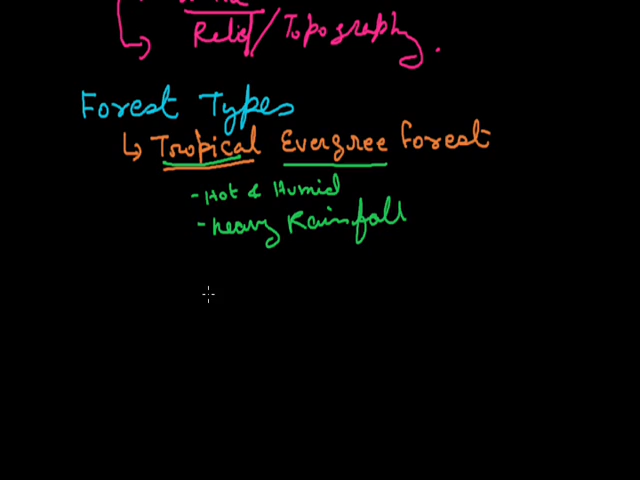 Relief/Topography.
Forest Types
↳ Tropical Evergree forest
- Hot & Humid
- heavy Rainfall